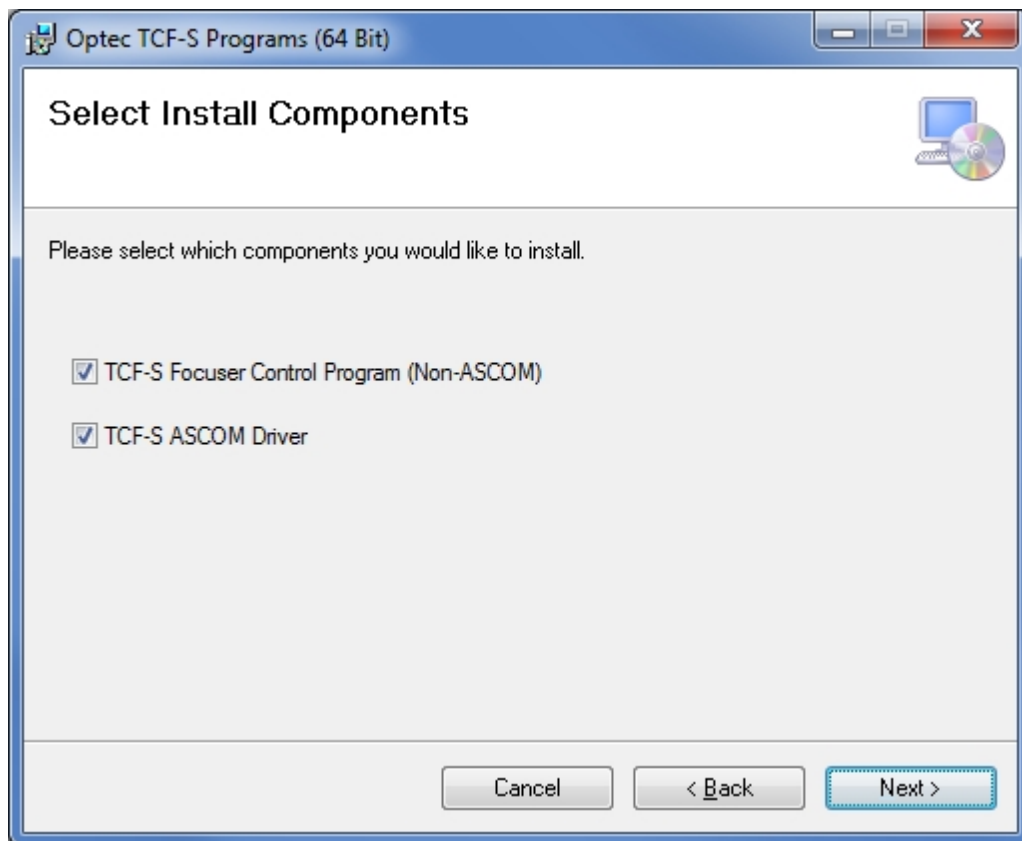 Optec TCF-S Programs (64 Bit)
Select Install Components
Please select which components you would like to install.
TCF-S Focuser Control Program (Non-ASCOM)
TCF-S ASCOM Driver
Cancel
< Back
Next >